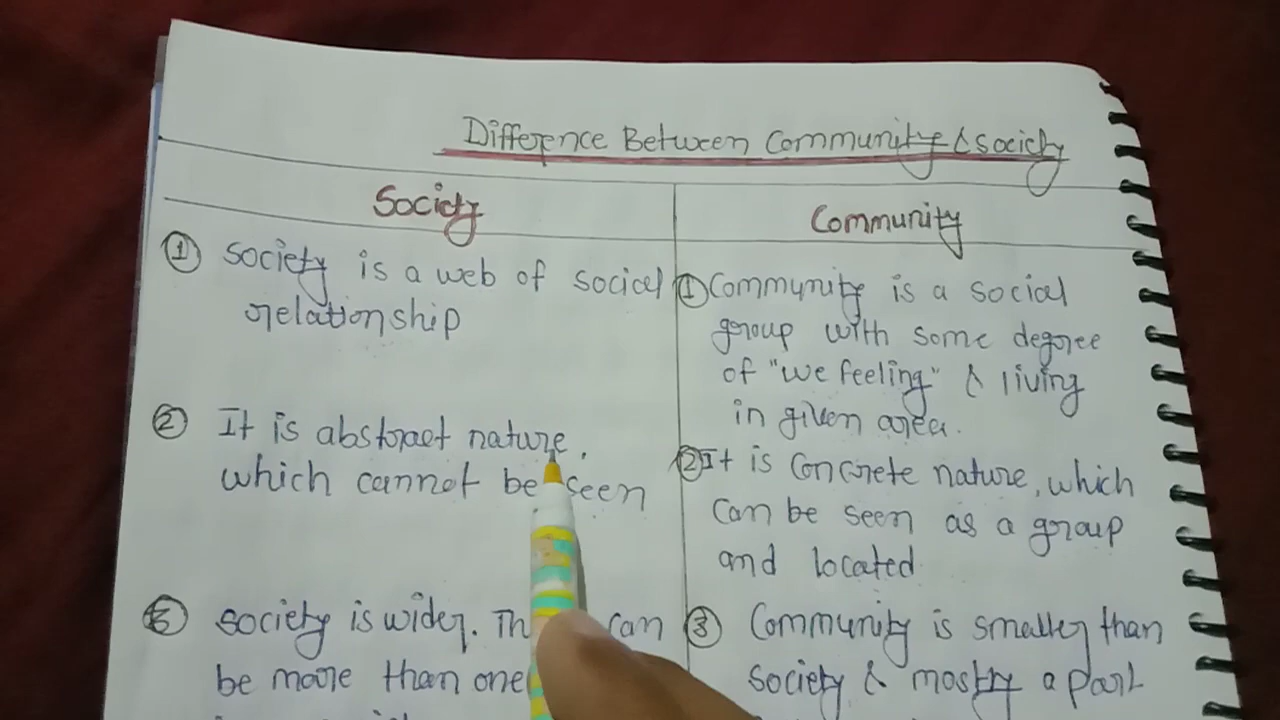 Difference Between Community & society
Society
Community
① Society is a web of social
relationship
② It is abstract nature,
which cannot be seen
③ Society is wider. Th can
be more than one
① Community is a social
group with some degree
of "we feeling" & living
in given area.
② It is concrete nature, which
can be seen as a group
and located
③ Community is smaller than
society & mostly a part